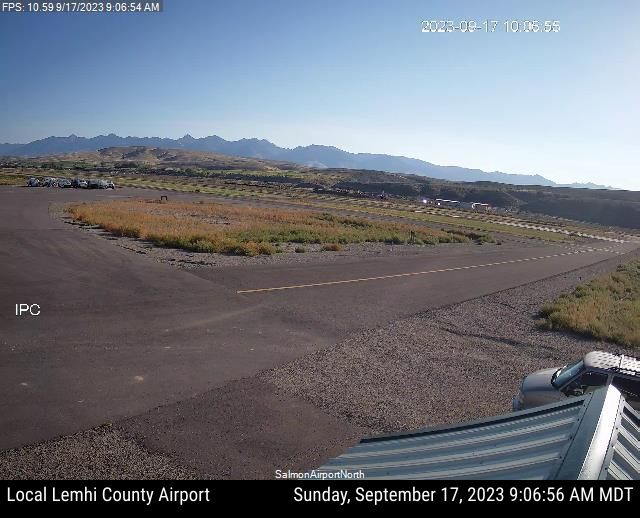 FPS: 10.59 9/17/2023 9:06:54 AM
2023-09-17 10:06:55
IPC
SalmonAirportNorth
Local Lemhi County Airport Sunday, September 17, 2023 9:06:56 AM MDT